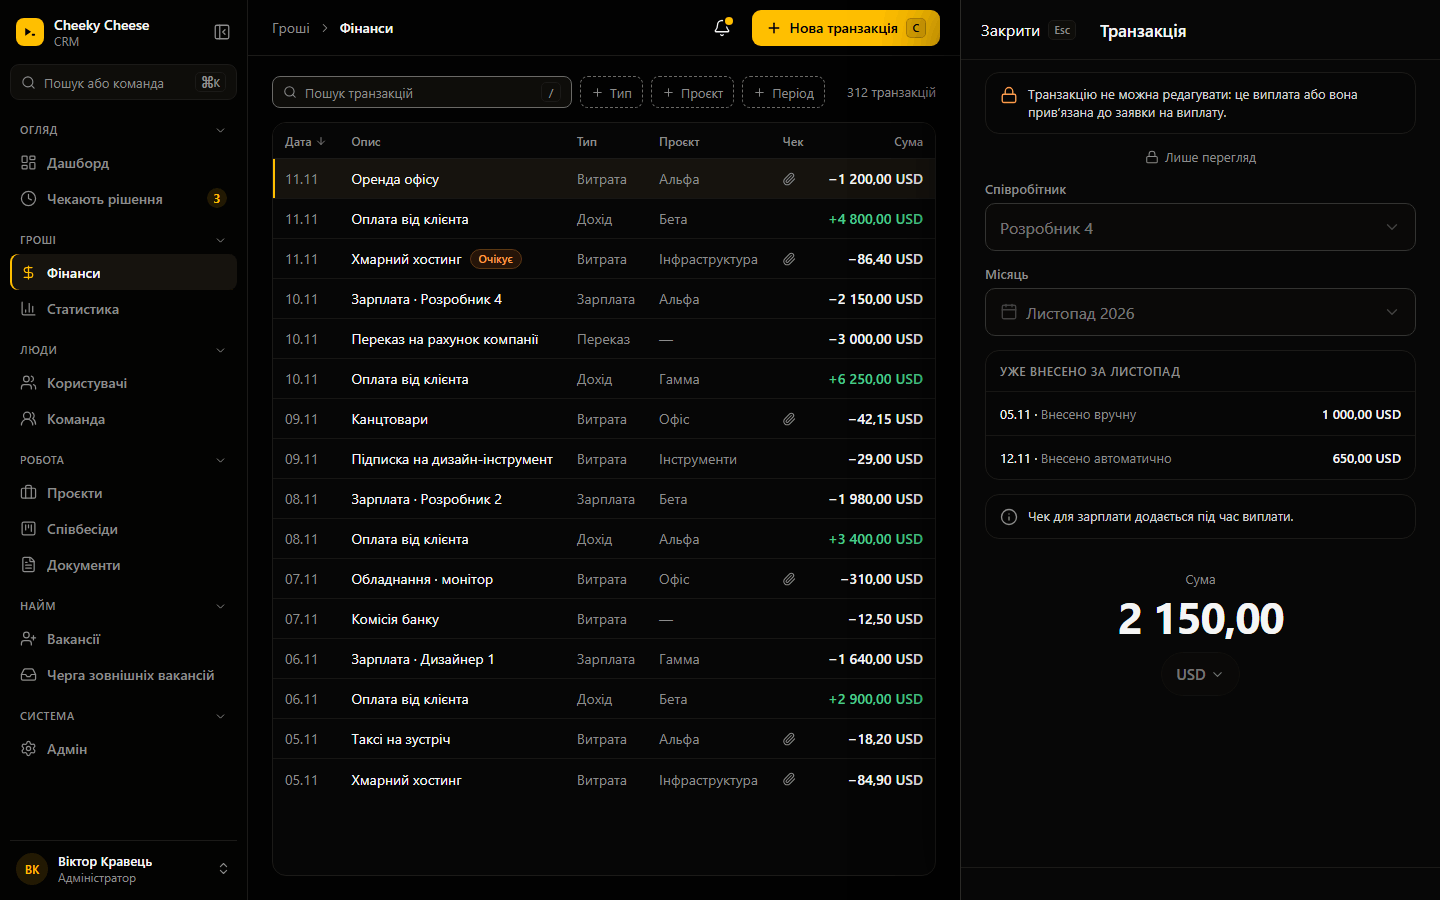 Cheeky Cheese
CRM
Пошук або команда ⌘K
ОГЛЯД
Дашборд
Чекають рішення 3
ГРОШІ
Фінанси
Статистика
ЛЮДИ
Користувачі
Команда
РОБОТА
Проєкти
Співбесіди
Документи
НАЙМ
Вакансії
Черга зовнішніх вакансій
СИСТЕМА
Адмін
ВК Віктор Кравець
Адміністратор
Гроші > Фінанси
+ Нова транзакція C
Пошук транзакцій /
+ Тип
+ Проєкт
+ Період
312 транзакцій
Дата ↓ Опис Тип Проєкт Чек Сума
11.11 Оренда офісу Витрата Альфа −1 200,00 USD
11.11 Оплата від клієнта Дохід Бета +4 800,00 USD
11.11 Хмарний хостинг Очікує Витрата Інфраструктура −86,40 USD
10.11 Зарплата · Розробник 4 Зарплата Альфа −2 150,00 USD
10.11 Переказ на рахунок компанії Переказ — −3 000,00 USD
10.11 Оплата від клієнта Дохід Гамма +6 250,00 USD
09.11 Канцтовари Витрата Офіс −42,15 USD
09.11 Підписка на дизайн-інструмент Витрата Інструменти −29,00 USD
08.11 Зарплата · Розробник 2 Зарплата Бета −1 980,00 USD
08.11 Оплата від клієнта Дохід Альфа +3 400,00 USD
07.11 Обладнання · монітор Витрата Офіс −310,00 USD
07.11 Комісія банку Витрата — −12,50 USD
06.11 Зарплата · Дизайнер 1 Зарплата Гамма −1 640,00 USD
06.11 Оплата від клієнта Дохід Бета +2 900,00 USD
05.11 Таксі на зустріч Витрата Альфа −18,20 USD
05.11 Хмарний хостинг Витрата Інфраструктура −84,90 USD
Закрити Esc Транзакція
Транзакцію не можна редагувати: це виплата або вона
прив’язана до заявки на виплату.
Лише перегляд
Співробітник
Розробник 4
Місяць
Листопад 2026
УЖЕ ВНЕСЕНО ЗА ЛИСТОПАД
05.11 · Внесено вручну 1 000,00 USD
12.11 · Внесено автоматично 650,00 USD
Чек для зарплати додається під час виплати.
Сума
2 150,00
USD